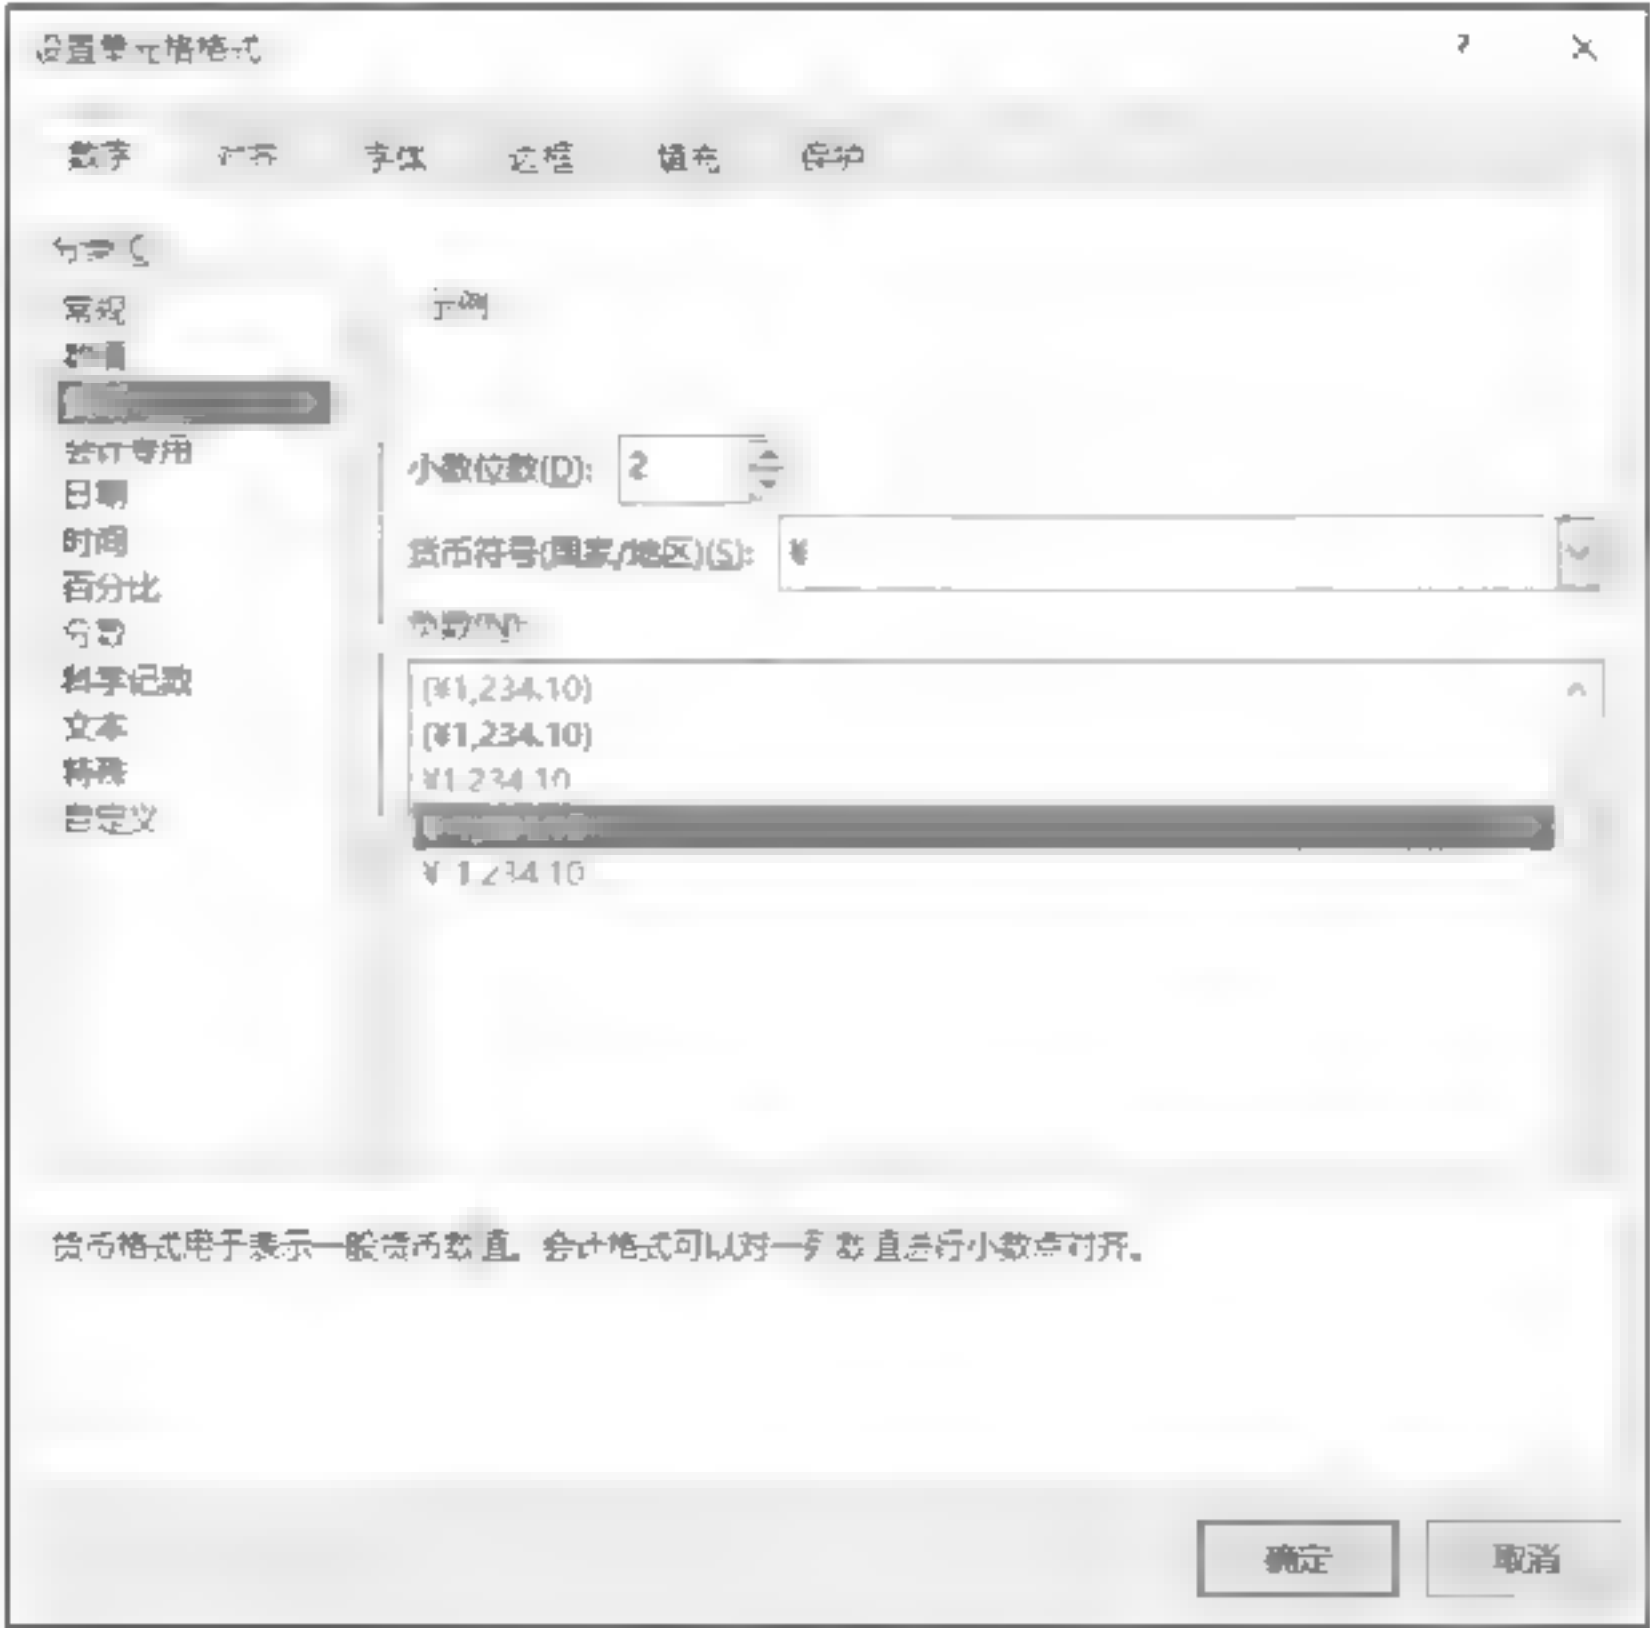 设置单元格格式
数字 对齐 字体 边框 填充 保护
常规
示例
数值
会计专用
日期
时间
百分比
分数
科学记数
文本
特殊
自定义
小数位数(D): 2
货币符号(国家/地区)(S): ¥
(¥1,234.10)
(¥1,234.10)
¥1,234.10
¥-1,234.10
货币格式用于表示一般货币数值。会计格式可以对一列数值进行小数点对齐。
确定 取消